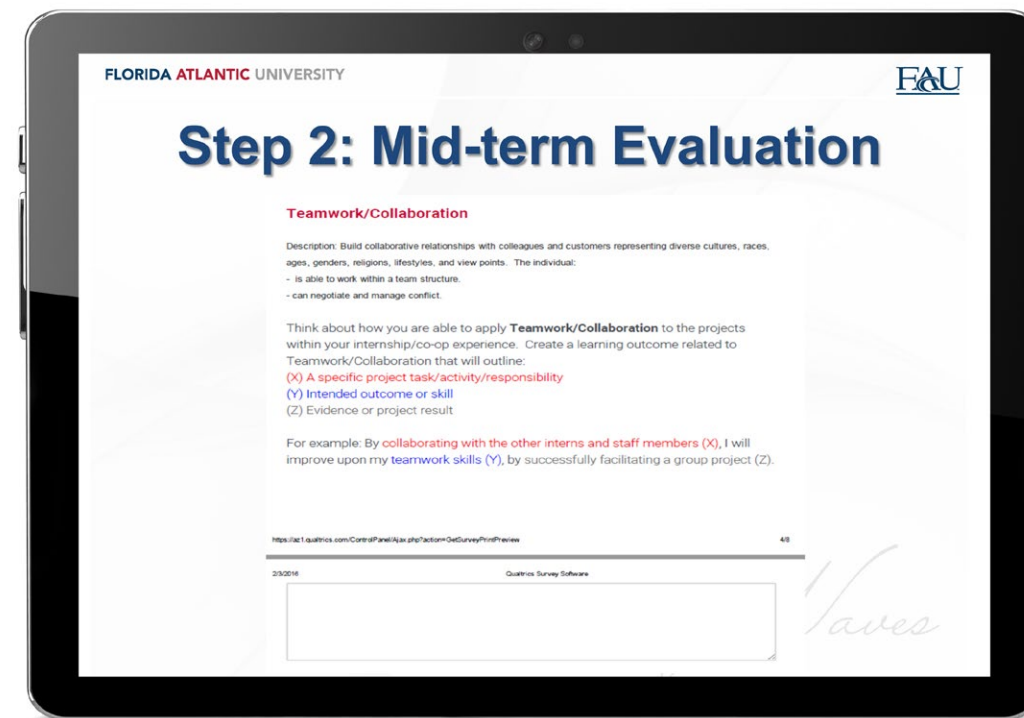 FLORIDA ATLANTIC UNIVERSITY
FAU
Step 2: Mid-term Evaluation
Teamwork/Collaboration
Description: Build collaborative relationships with colleagues and customers representing diverse cultures, races,
ages, genders, religions, lifestyles, and view points. The individual:
- is able to work within a team structure.
- can negotiate and manage conflict.
Think about how you are able to apply Teamwork/Collaboration to the projects
within your internship/co-op experience. Create a learning outcome related to
Teamwork/Collaboration that will outline:
(X) A specific project task/activity/responsibility
(Y) Intended outcome or skill
(Z) Evidence or project result
For example: By collaborating with the other interns and staff members (X), I will
improve upon my teamwork skills (Y), by successfully facilitating a group project (Z).
https://az1.qualtrics.com/ControlPanel/Ajax.php?action=GetSurveyPrintPreview 4/8
2/3/2016 Qualtrics Survey Software
Waves